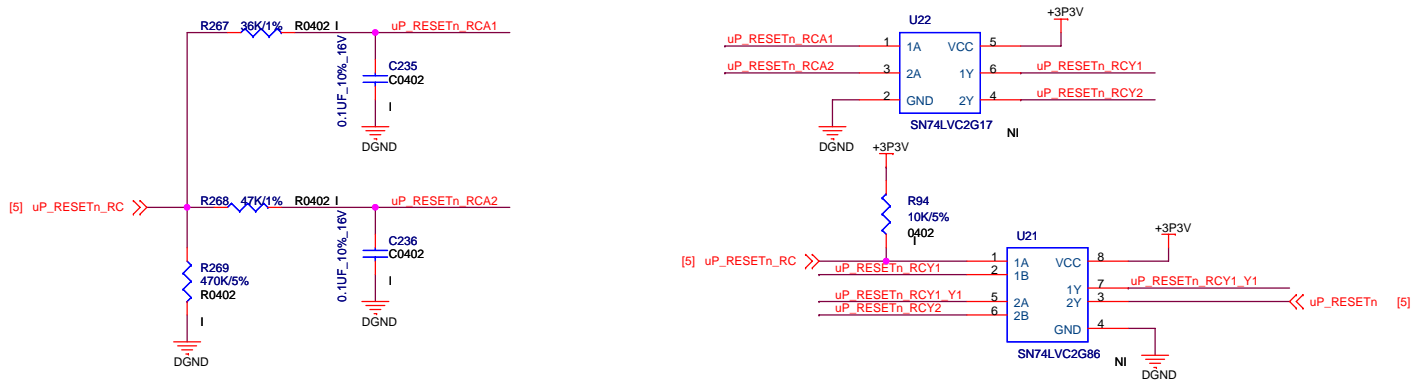 R267 36K/1% R0402 I uP_RESETn_RCA1
0.1UF_10%_16V
C235
C0402
I
DGND
[5] uP_RESETn_RC
R268 47K/1% R0402 I uP_RESETn_RCA2
0.1UF_10%_16V
C236
C0402
I
DGND
R269
470K/5%
R0402
I
DGND
U22
+3P3V
uP_RESETn_RCA1 1 1A VCC 5
uP_RESETn_RCA2 3 2A 1Y 6 uP_RESETn_RCY1
2 GND 2Y 4 uP_RESETn_RCY2
SN74LVC2G17
NI
DGND
+3P3V
R94
10K/5%
0402
I
U21
+3P3V
[5] uP_RESETn_RC 1 1A VCC 8
uP_RESETn_RCY1 2 1B
1Y 7 uP_RESETn_RCY1_Y1
uP_RESETn_RCY1_Y1 5 2A 2Y 3 uP_RESETn [5]
uP_RESETn_RCY2 6 2B
GND 4
SN74LVC2G86
NI
DGND